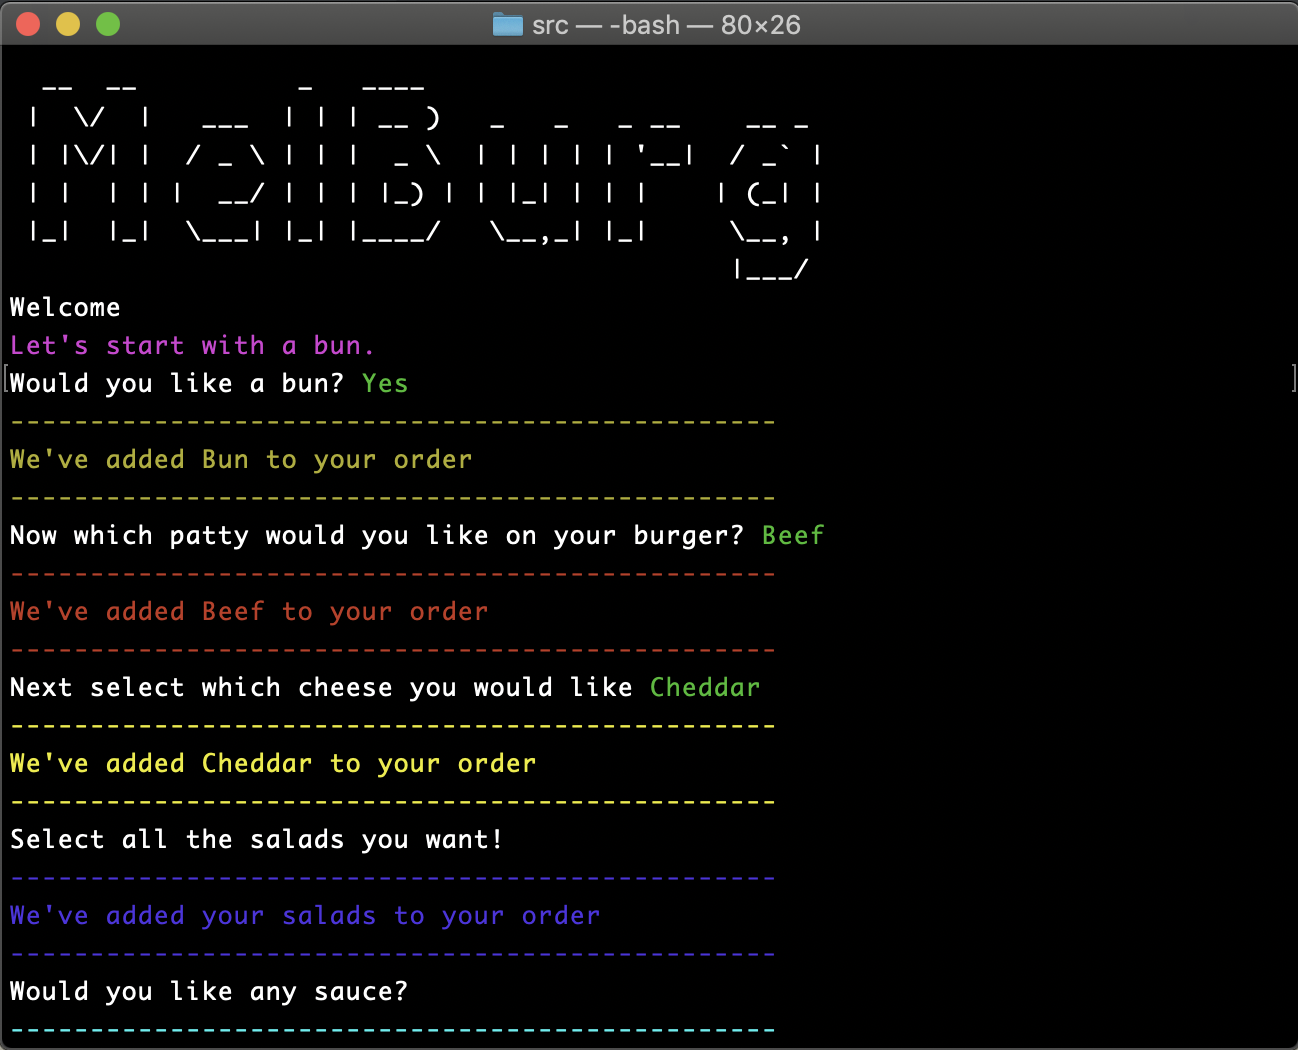 src — -bash — 80×26
MelBurg
Welcome
Let's start with a bun.
Would you like a bun? Yes
------------------------------------------------
We've added Bun to your order
------------------------------------------------
Now which patty would you like on your burger? Beef
------------------------------------------------
We've added Beef to your order
------------------------------------------------
Next select which cheese you would like Cheddar
------------------------------------------------
We've added Cheddar to your order
------------------------------------------------
Select all the salads you want!
------------------------------------------------
We've added your salads to your order
------------------------------------------------
Would you like any sauce?
------------------------------------------------